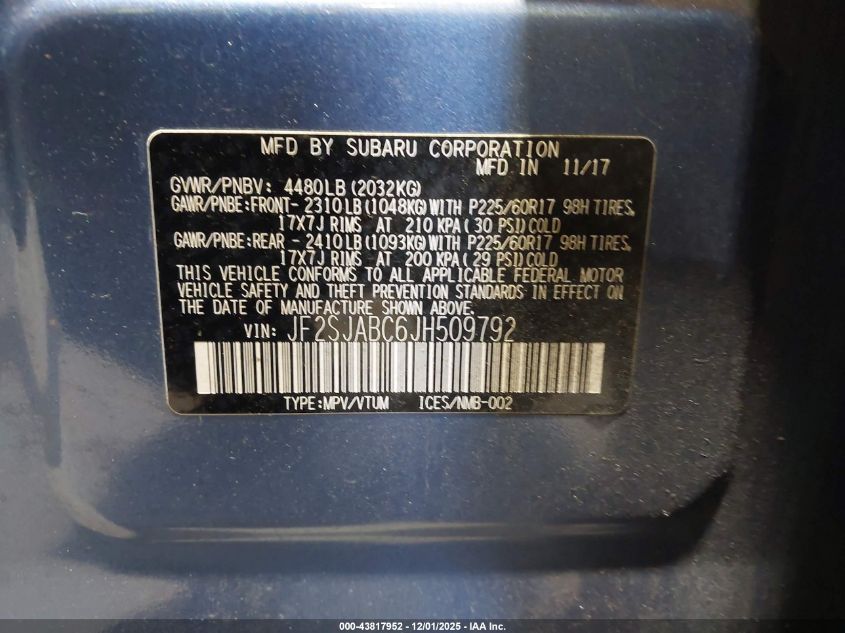 MFD BY SUBARU CORPORATION
MFD IN 11/17
GVWR/PNBV: 4480LB (2032KG)
GAWR/PNBE:FRONT- 2310LB (1048KG) WITH P225/60R17 98H TIRES,
17X7J RIMS AT 210 KPA ( 30 PSI) COLD
GAWR/PNBE:REAR - 2410LB (1093KG) WITH P225/60R17 98H TIRES,
17X7J RIMS AT 200 KPA ( 29 PSI) COLD
THIS VEHICLE CONFORMS TO ALL APPLICABLE FEDERAL MOTOR
VEHICLE SAFETY AND THEFT PREVENTION STANDARDS IN EFFECT ON
THE DATE OF MANUFACTURE SHOWN ABOVE.
VIN: JF2SJABC6JH509792
TYPE:MPV/VTUM ICES/NMB-002
000-43817952 - 12/01/2025 - IAA Inc.